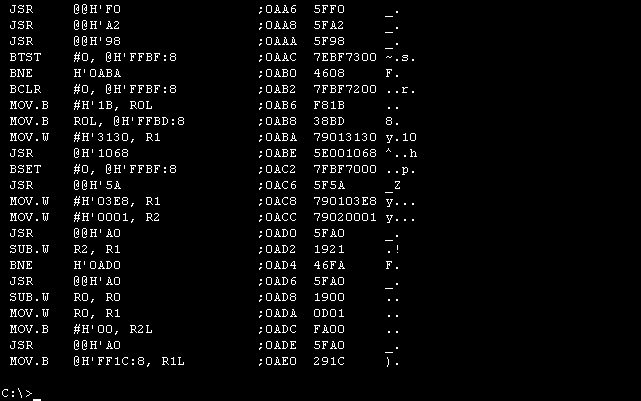 JSR @@H'F0 ;0AA6 5FF0 _.
JSR @@H'A2 ;0AA8 5FA2 _.
JSR @@H'98 ;0AAA 5F98 _.
BTST #0, @H'FFBF:8 ;0AAC 7EBF7300 ~.s.
BNE H'0ABA ;0AB0 4608 F.
BCLR #0, @H'FFBF:8 ;0AB2 7FBF7200 ..r.
MOV.B #H'1B, R0L ;0AB6 F81B ..
MOV.B R0L, @H'FFBD:8 ;0AB8 38BD 8.
MOV.W #H'3130, R1 ;0ABA 79013130 y.10
JSR @H'1068 ;0ABE 5E001068 ^..h
BSET #0, @H'FFBF:8 ;0AC2 7FBF7000 ..p.
JSR @@H'5A ;0AC6 5F5A _Z
MOV.W #H'03E8, R1 ;0AC8 790103E8 y...
MOV.W #H'0001, R2 ;0ACC 79020001 y...
JSR @@H'A0 ;0AD0 5FA0 _.
SUB.W R2, R1 ;0AD2 1921 .!
BNE H'0AD0 ;0AD4 46FA F.
JSR @@H'A0 ;0AD6 5FA0 _.
SUB.W R0, R0 ;0AD8 1900 ..
MOV.W R0, R1 ;0ADA 0D01 ..
MOV.B #H'00, R2L ;0ADC FA00 ..
JSR @@H'A0 ;0ADE 5FA0 _.
MOV.B @H'FF1C:8, R1L ;0AE0 291C ).
C:\>_